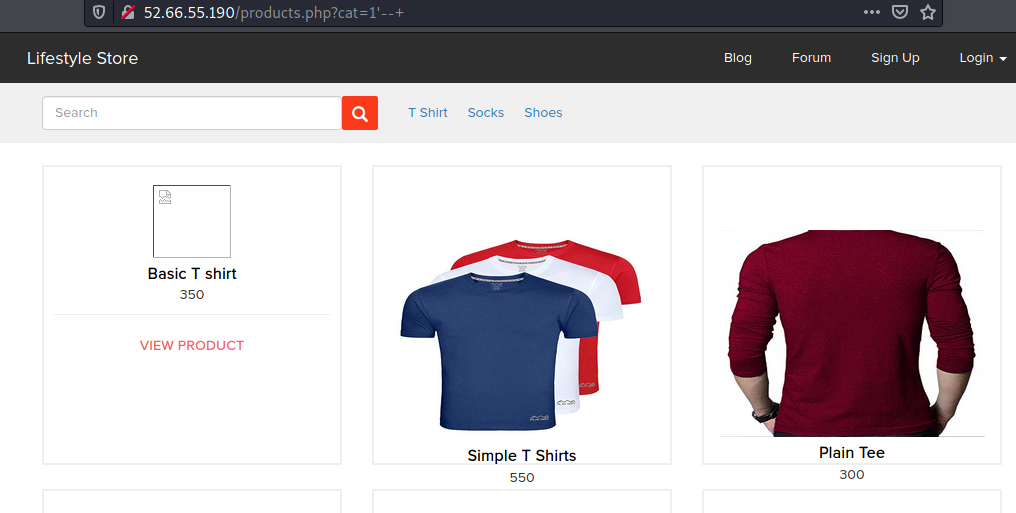 52.66.55.190/products.php?cat=1'--+
Lifestyle Store
Blog
Forum
Sign Up
Login
Search
T Shirt
Socks
Shoes
Basic T shirt
350
VIEW PRODUCT
Simple T Shirts
550
Plain Tee
300